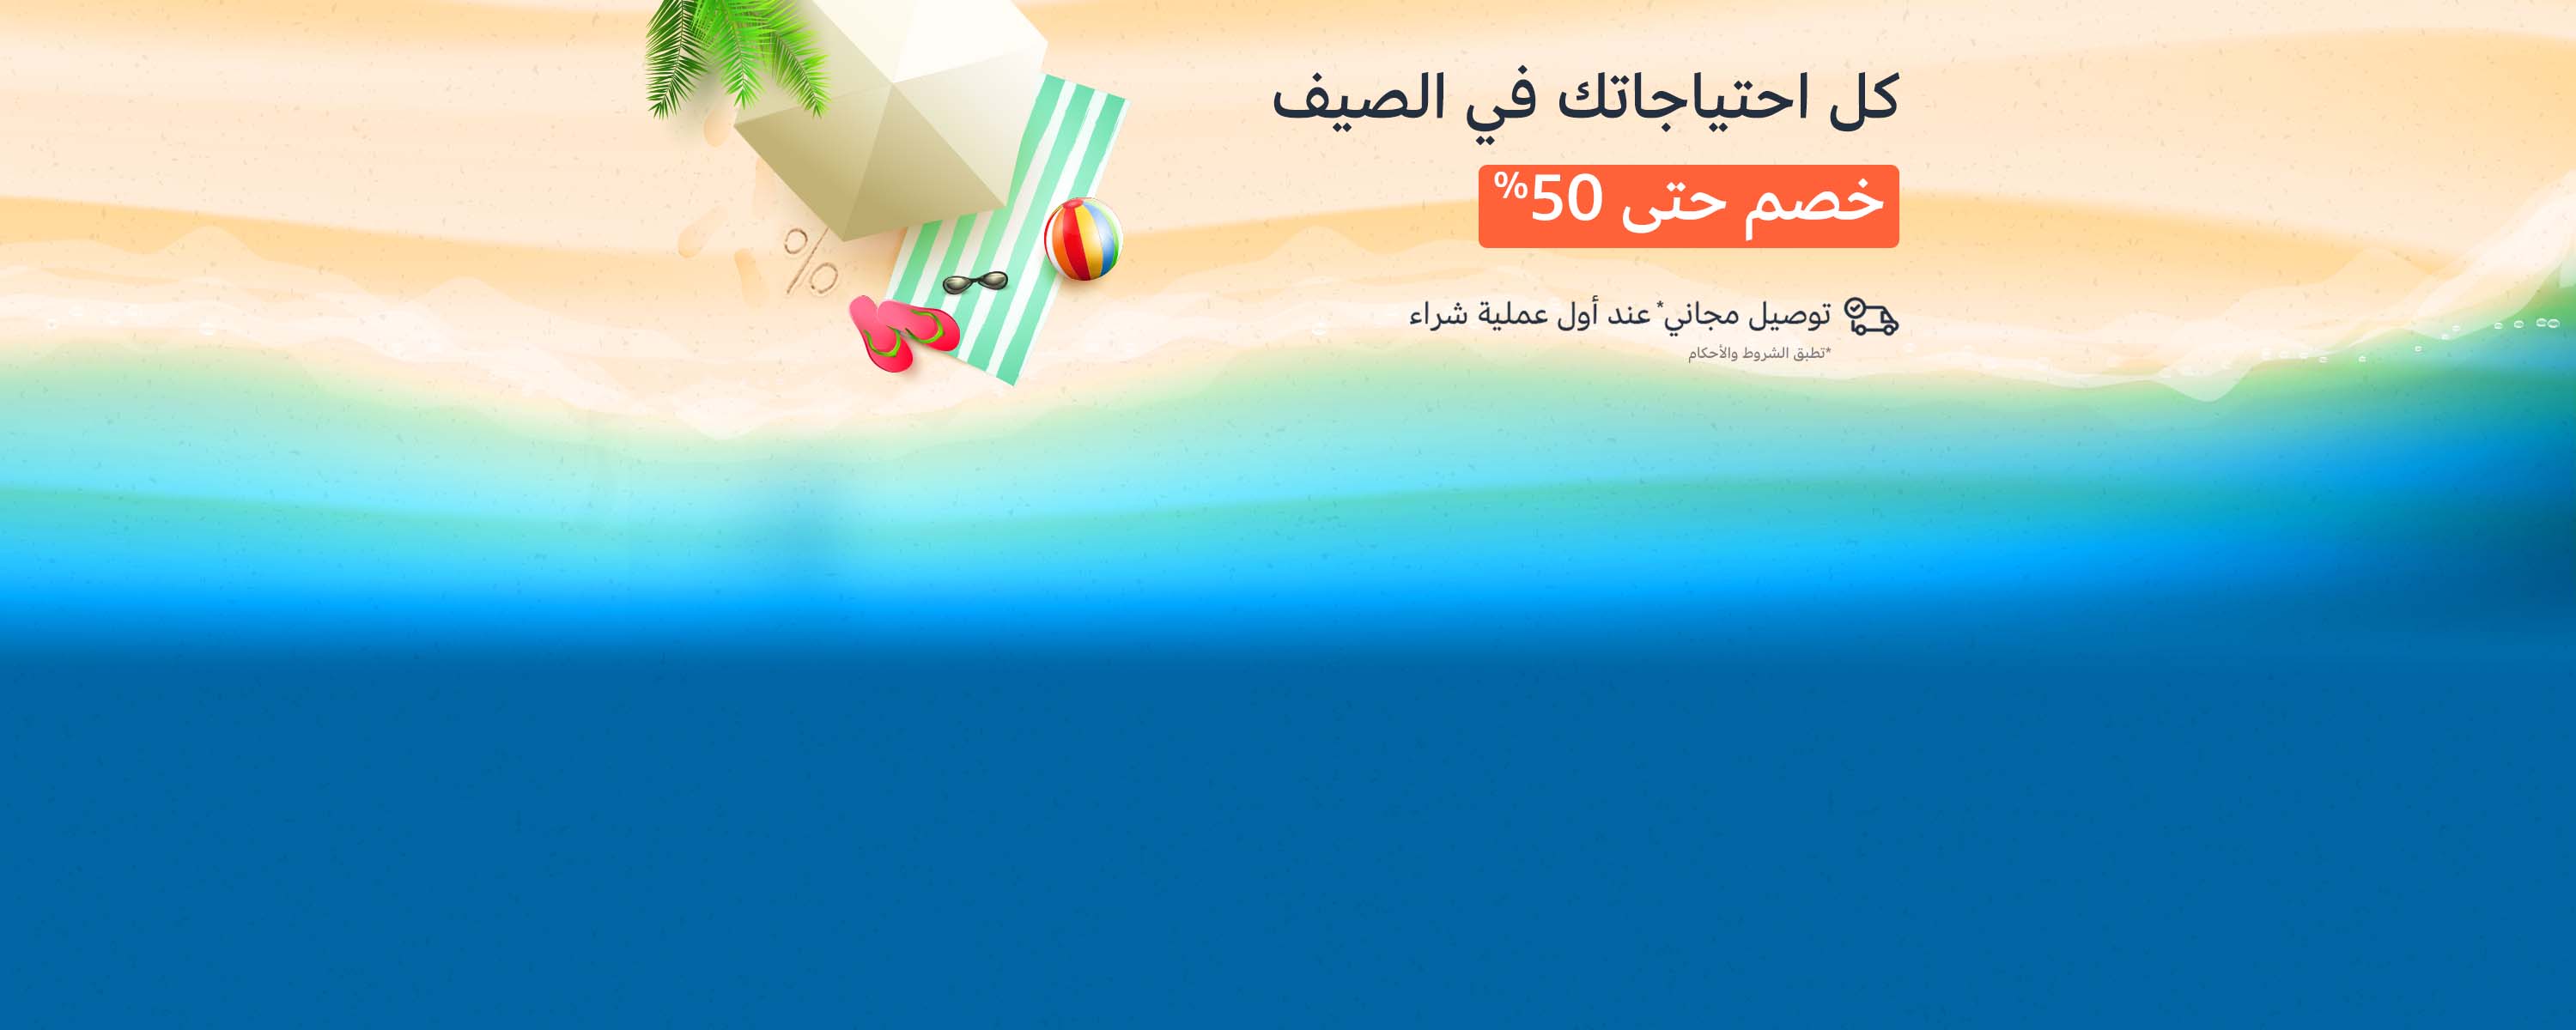 كل احتياجاتك في الصيف
خصم حتى 50%
توصيل مجاني* عند أول عملية شراء
*تطبق الشروط والأحكام
%